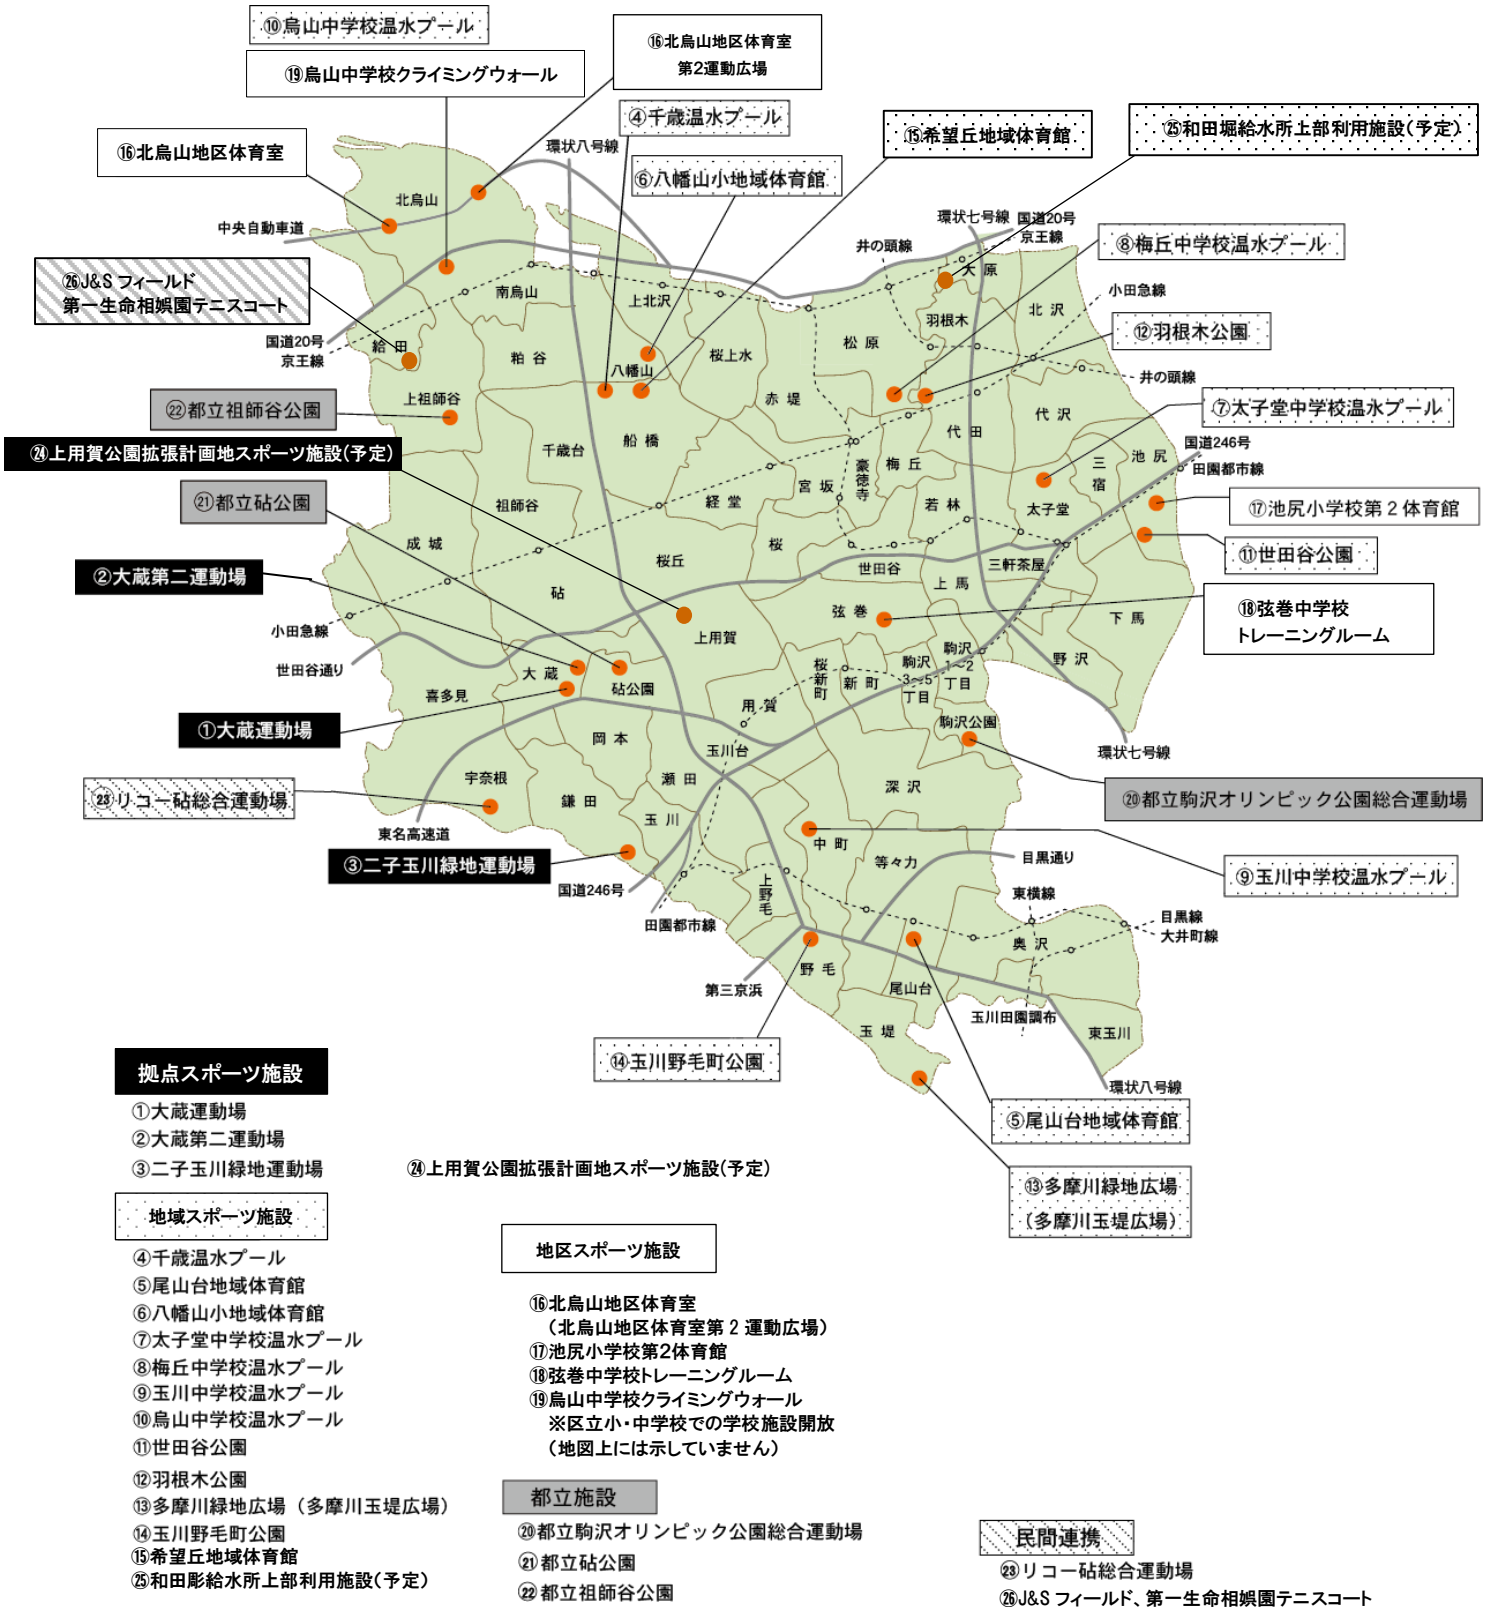 ⑩烏山中学校温水プール
⑲烏山中学校クライミングウォール
⑯北烏山地区体育室
第2運動広場
④千歳温水プール
⑮希望丘地域体育館
㉕和田堀給水所上部利用施設(予定)
⑯北烏山地区体育室
環状八号線
⑥八幡山小地域体育館
北烏山
中央自動車道
環状七号線
国道20号
京王線
井の頭線
⑧梅丘中学校温水プール
㉖J&S フィールド
第一生命相娯園テニスコート
大原
南烏山
上北沢
小田急線
北沢
羽根木
⑫羽根木公園
国道20号
京王線
給田
粕谷
八幡山
桜上水
松原
井の頭線
㉒都立祖師谷公園
上祖師谷
赤堤
⑦太子堂中学校温水プール
代沢
㉔上用賀公園拡張計画地スポーツ施設(予定)
千歳台
船橋
代田
国道246号
池尻
田園都市線
三宿
梅丘
豪徳寺
宮坂
㉑都立砧公園
祖師谷
経堂
若林
太子堂
⑰池尻小学校第2体育館
成城
桜
⑪世田谷公園
②大蔵第二運動場
桜丘
世田谷
三軒茶屋
砧
上馬
弦巻
⑱弦巻中学校
トレーニングルーム
下馬
小田急線
上用賀
世田谷通り
大蔵
砧公園
桜新町
新町
駒沢
3～5
丁目
駒沢
1～2
丁目
野沢
喜多見
用賀
①大蔵運動場
岡本
玉川台
駒沢公園
環状七号線
宇奈根
瀬田
深沢
㉓リコー砧総合運動場
鎌田
玉川
⑳都立駒沢オリンピック公園総合運動場
東名高速道
中町
③二子玉川緑地運動場
等々力
目黒通り
国道246号
上野毛
⑨玉川中学校温水プール
東横線
田園都市線
目黒線
大井町線
奥沢
野毛
第三京浜
尾山台
玉川田園調布
玉堤
東玉川
⑭玉川野毛町公園
環状八号線
⑤尾山台地域体育館
⑬多摩川緑地広場
(多摩川玉堤広場)
拠点スポーツ施設
①大蔵運動場
②大蔵第二運動場
③二子玉川緑地運動場
㉔上用賀公園拡張計画地スポーツ施設(予定)
地域スポーツ施設
④千歳温水プール
⑤尾山台地域体育館
⑥八幡山小地域体育館
⑦太子堂中学校温水プール
⑧梅丘中学校温水プール
⑨玉川中学校温水プール
⑩烏山中学校温水プール
⑪世田谷公園
⑫羽根木公園
⑬多摩川緑地広場（多摩川玉堤広場）
⑭玉川野毛町公園
⑮希望丘地域体育館
㉕和田彫給水所上部利用施設(予定)
地区スポーツ施設
⑯北烏山地区体育室
（北烏山地区体育室第2運動広場）
⑰池尻小学校第2体育館
⑱弦巻中学校トレーニングルーム
⑲烏山中学校クライミングウォール
※区立小・中学校での学校施設開放
（地図上には示していません）
都立施設
⑳都立駒沢オリンピック公園総合運動場
㉑都立砧公園
㉒都立祖師谷公園
民間連携
㉓リコー砧総合運動場
㉖J&S フィールド、第一生命相娯園テニスコート